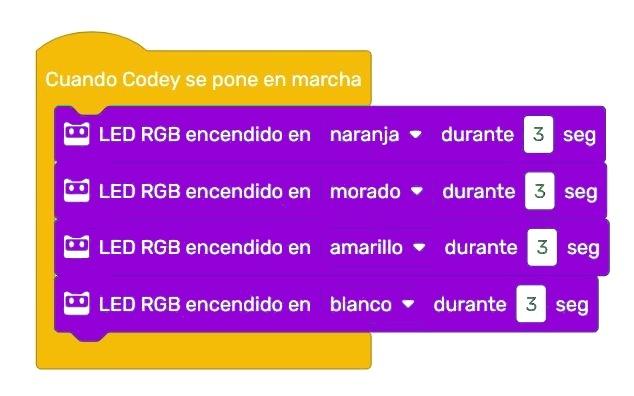 Cuando Codey se pone en marcha
LED RGB encendido en naranja durante 3 seg
LED RGB encendido en morado durante 3 seg
LED RGB encendido en amarillo durante 3 seg
LED RGB encendido en blanco durante 3 seg